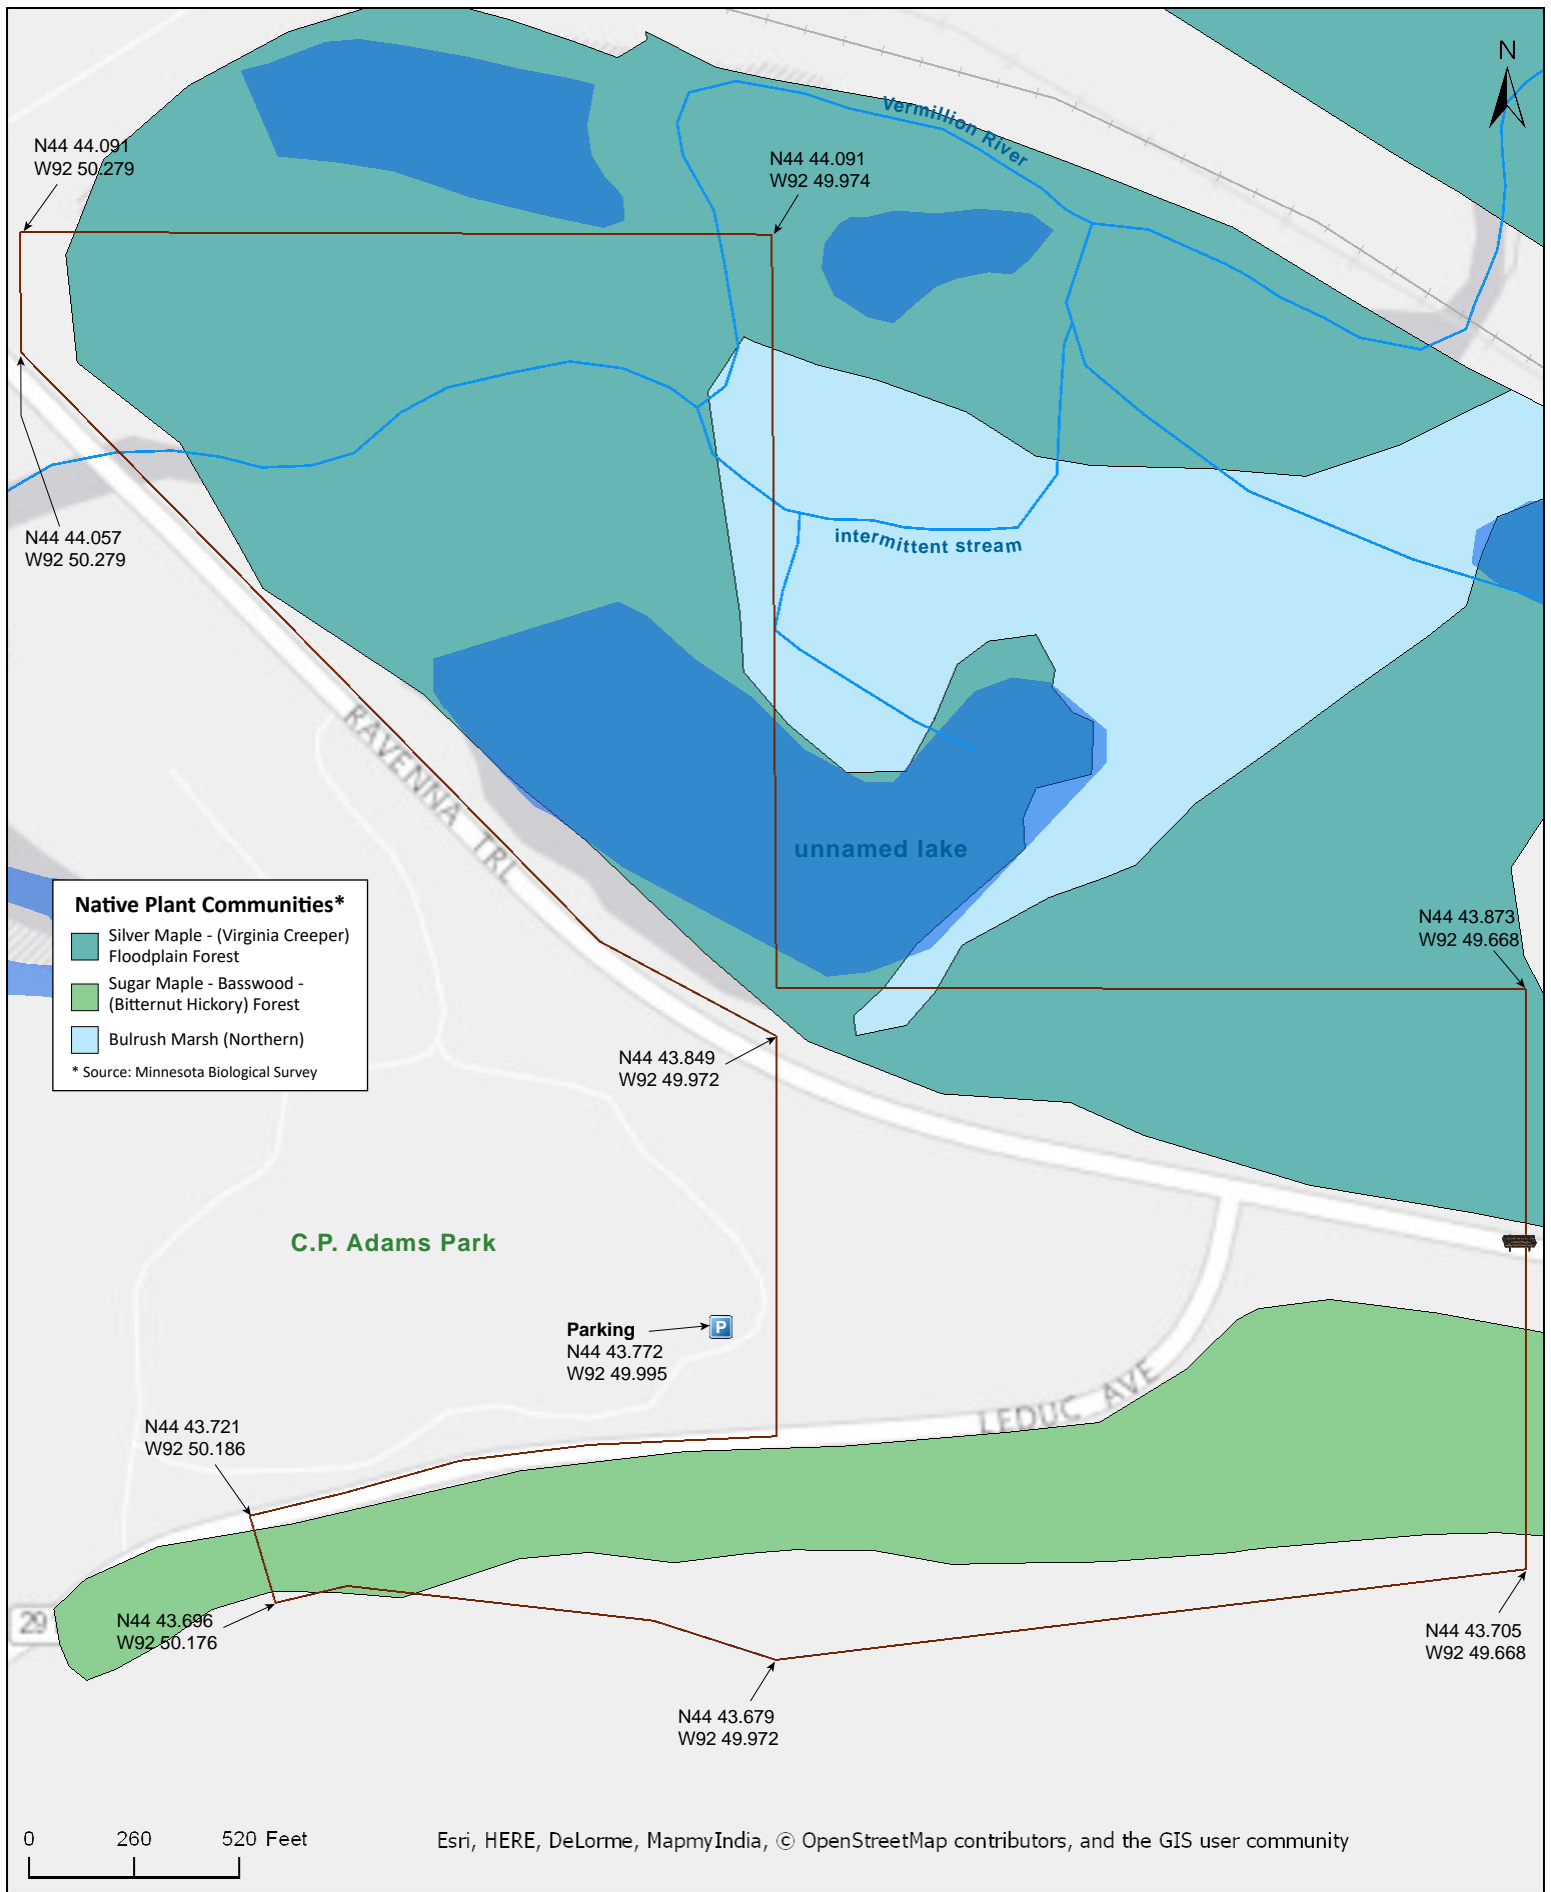 N
Vermillion River
N44 44.091
W92 50.279
N44 44.091
W92 49.974
N44 44.057
W92 50.279
intermittent stream
RAVENNA TRL
unnamed lake
Native Plant Communities*
Silver Maple - (Virginia Creeper)
Floodplain Forest
Sugar Maple - Basswood -
(Bitternut Hickory) Forest
Bulrush Marsh (Northern)
* Source: Minnesota Biological Survey
N44 43.873
W92 49.668
N44 43.849
W92 49.972
C.P. Adams Park
Parking
N44 43.772
W92 49.995
P
LEDUC AVE
N44 43.721
W92 50.186
29
N44 43.696
W92 50.176
N44 43.705
W92 49.668
N44 43.679
W92 49.972
0 260 520 Feet
Esri, HERE, DeLorme, MapmyIndia, © OpenStreetMap contributors, and the GIS user community